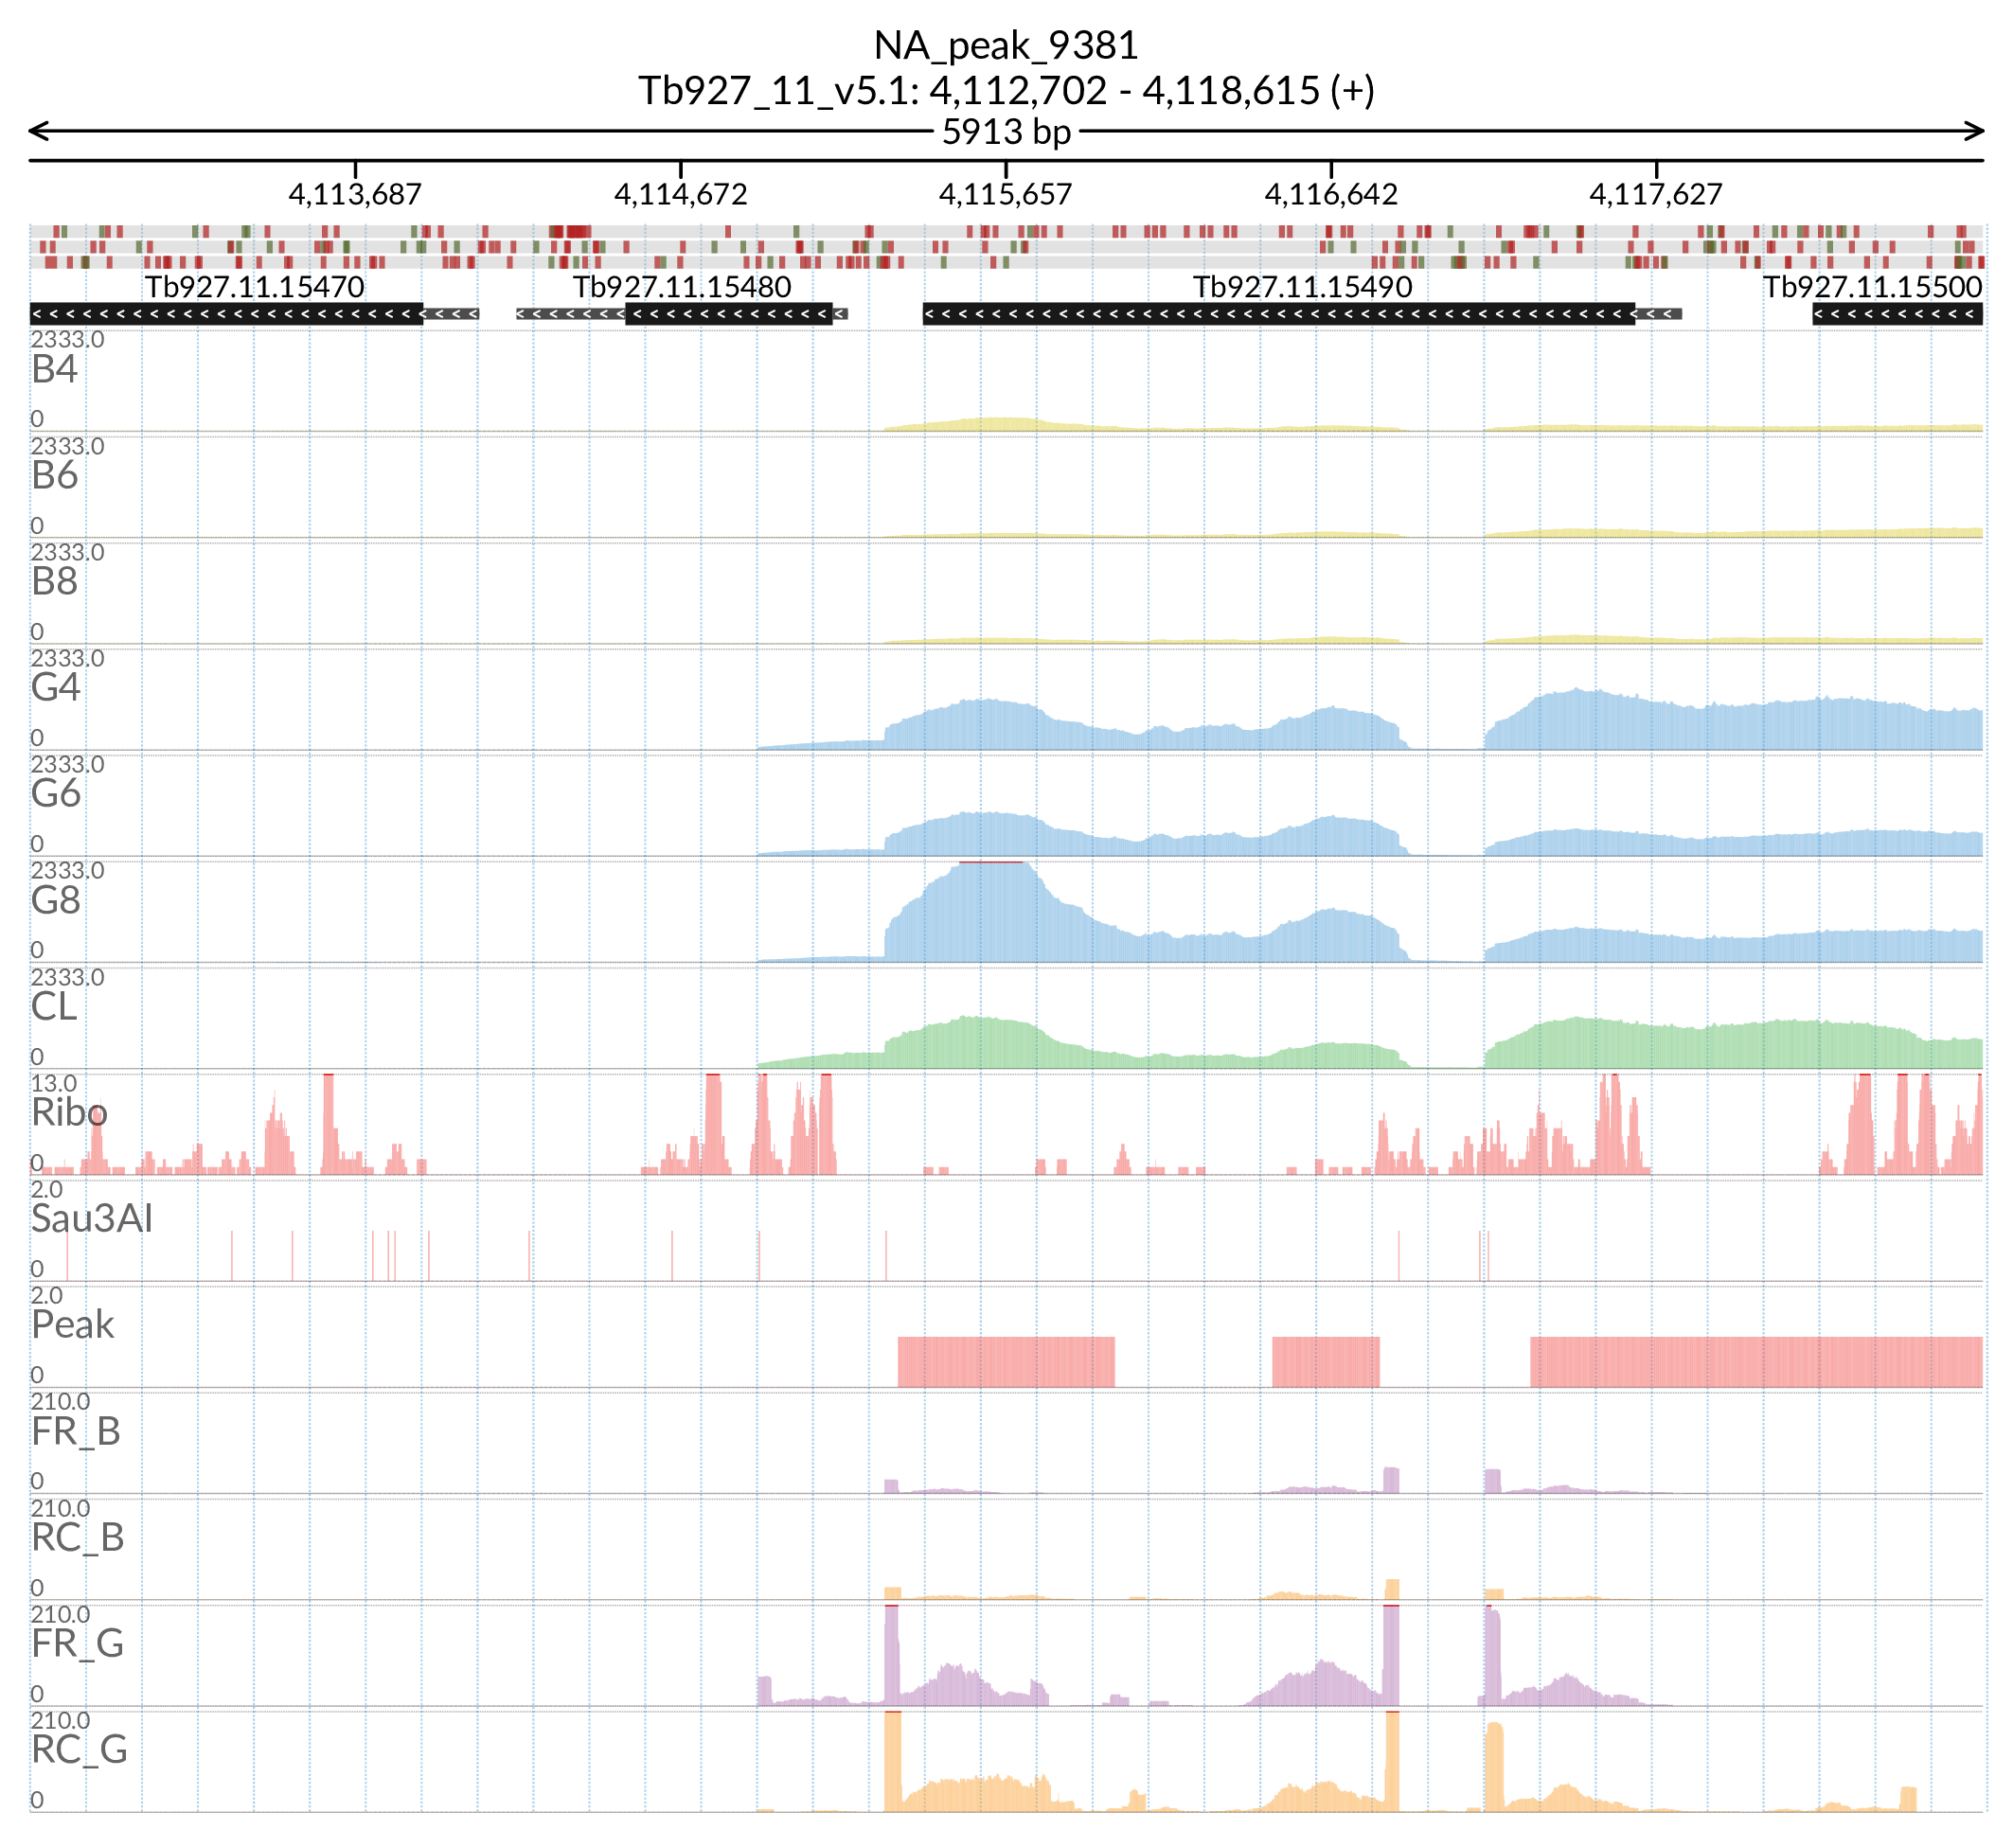 NA_peak_9381
Tb927_11_v5.1: 4,112,702 - 4,118,615 (+)
5913 bp
4,113,687 4,114,672 4,115,657 4,116,642 4,117,627
Tb927.11.15470 Tb927.11.15480 Tb927.11.15490 Tb927.11.15500
2333.0
B4
0
2333.0
B6
0
2333.0
B8
0
2333.0
G4
0
2333.0
G6
0
2333.0
G8
0
2333.0
CL
0
13.0
Ribo
0
2.0
Sau3AI
0
2.0
Peak
0
210.0
FR_B
0
210.0
RC_B
0
210.0
FR_G
0
210.0
RC_G
0